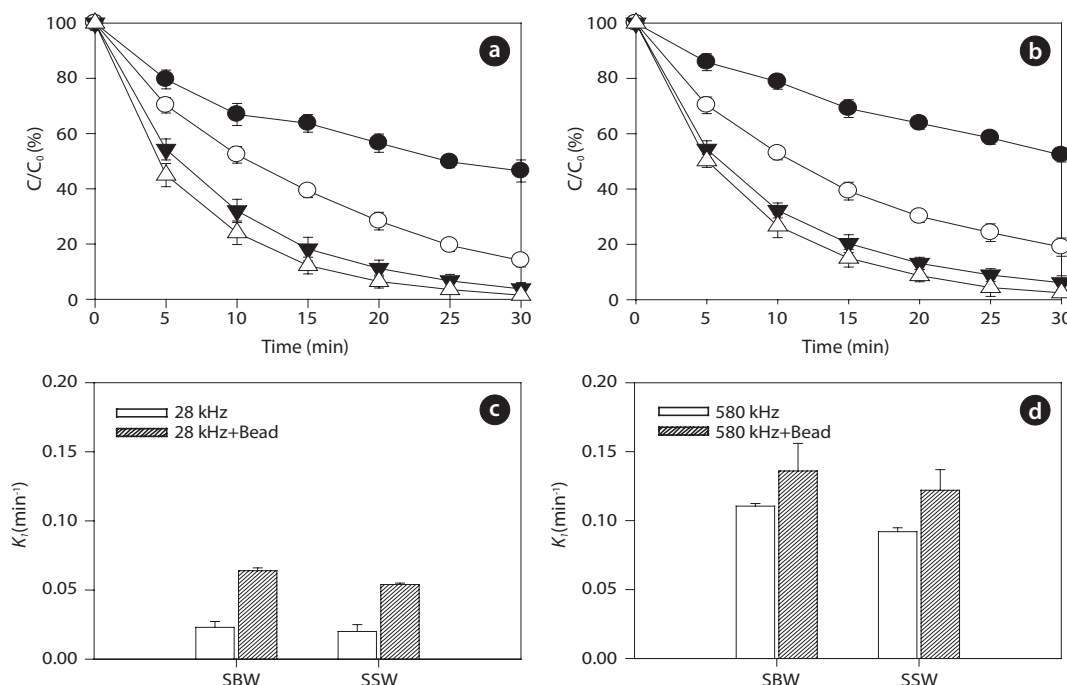 100
80
60
40
20
0
C/C₀ (%)
a
0 5 10 15 20 25 30
Time (min)
100
80
60
40
20
0
C/C₀ (%)
b
0 5 10 15 20 25 30
Time (min)
0.20
0.15
0.10
0.05
0.00
K₁(min⁻¹)
c
28 kHz
28 kHz+Bead
SBW SSW
0.20
0.15
0.10
0.05
0.00
K₁(min⁻¹)
d
580 kHz
580 kHz+Bead
SBW SSW